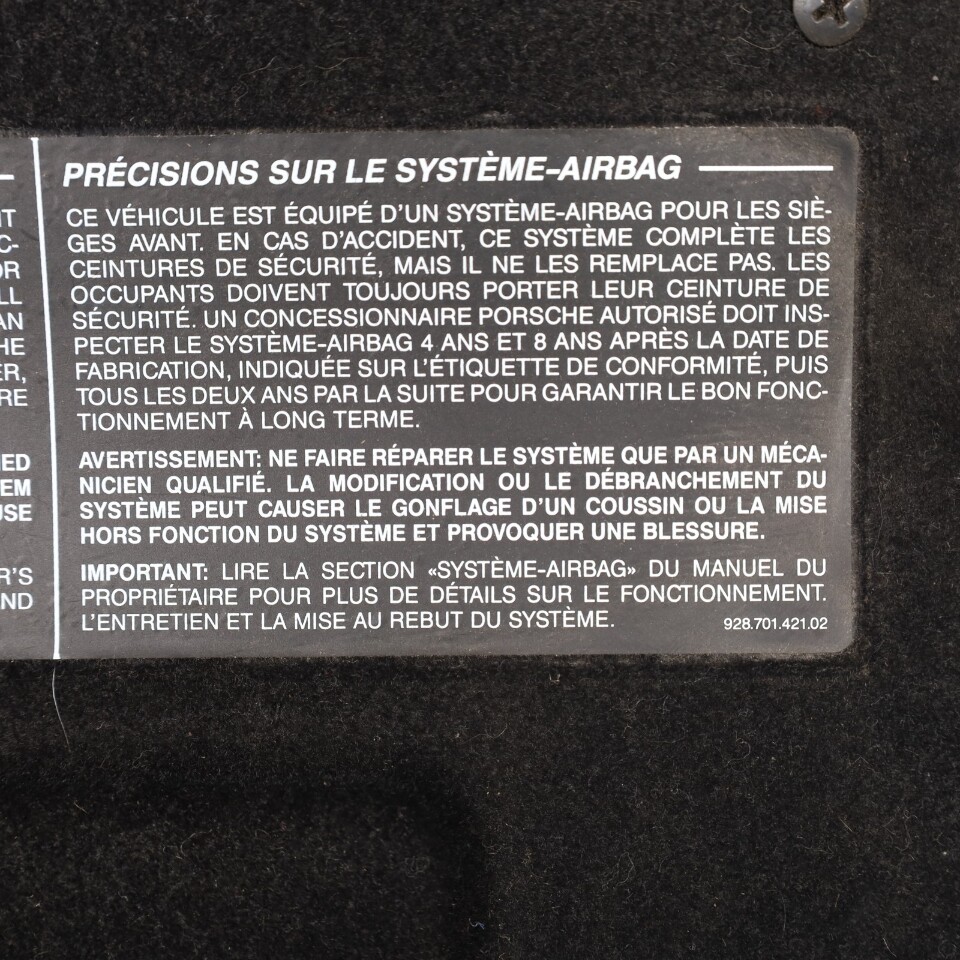 PRÉCISIONS SUR LE SYSTÈME-AIRBAG
CE VÉHICULE EST ÉQUIPÉ D'UN SYSTÈME-AIRBAG POUR LES SIÈ-
GES AVANT. EN CAS D'ACCIDENT, CE SYSTÈME COMPLÈTE LES
CEINTURES DE SÉCURITÉ, MAIS IL NE LES REMPLACE PAS. LES
OCCUPANTS DOIVENT TOUJOURS PORTER LEUR CEINTURE DE
SÉCURITÉ. UN CONCESSIONNAIRE PORSCHE AUTORISÉ DOIT INS-
PECTER LE SYSTÈME-AIRBAG 4 ANS ET 8 ANS APRÈS LA DATE DE
FABRICATION, INDIQUÉE SUR L'ÉTIQUETTE DE CONFORMITÉ, PUIS
TOUS LES DEUX ANS PAR LA SUITE POUR GARANTIR LE BON FONC-
TIONNEMENT À LONG TERME.
AVERTISSEMENT: NE FAIRE RÉPARER LE SYSTÈME QUE PAR UN MÉCA-
NICIEN QUALIFIÉ. LA MODIFICATION OU LE DÉBRANCHEMENT DU
SYSTÈME PEUT CAUSER LE GONFLAGE D'UN COUSSIN OU LA MISE
HORS FONCTION DU SYSTÈME ET PROVOQUER UNE BLESSURE.
IMPORTANT: LIRE LA SECTION «SYSTÈME-AIRBAG» DU MANUEL DU
PROPRIÉTAIRE POUR PLUS DE DÉTAILS SUR LE FONCTIONNEMENT.
L'ENTRETIEN ET LA MISE AU REBUT DU SYSTÈME.
928.701.421.02